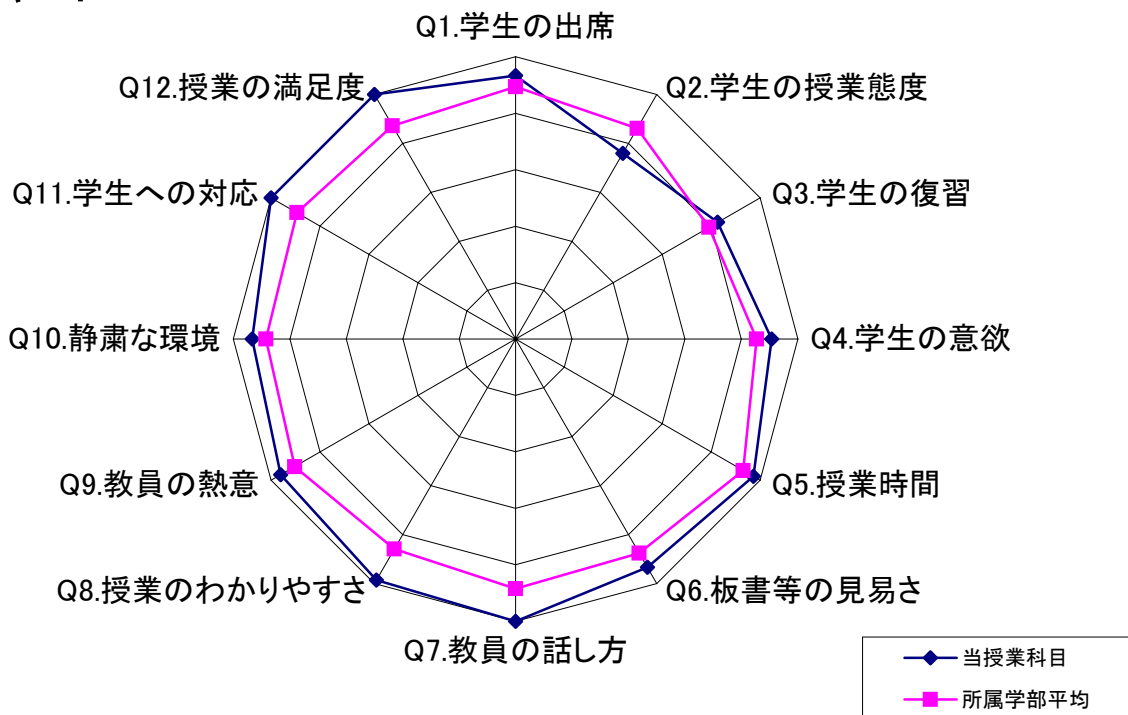 Q1.学生の出席
Q2.学生の授業態度
Q3.学生の復習
Q4.学生の意欲
Q5.授業時間
Q6.板書等の見易さ
Q7.教員の話し方
Q8.授業のわかりやすさ
Q9.教員の熱意
Q10.静粛な環境
Q11.学生への対応
Q12.授業の満足度
当授業科目
所属学部平均